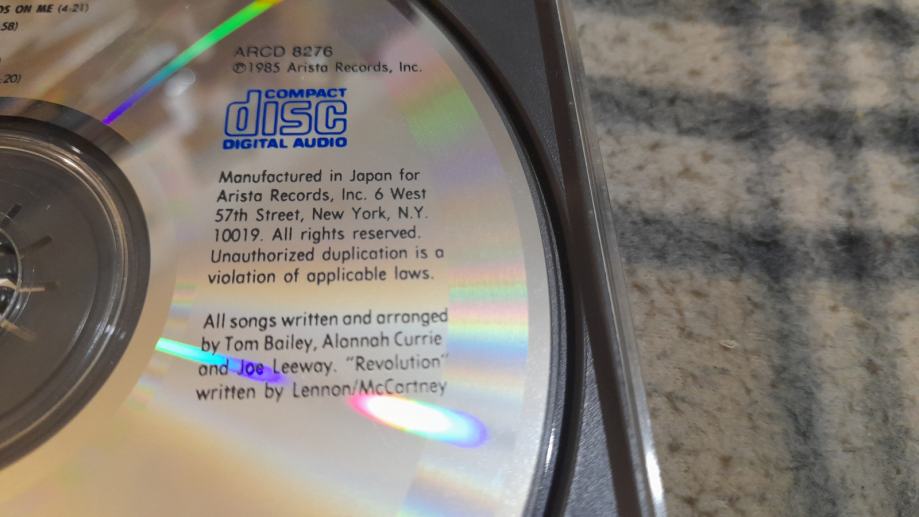 DS ON ME (4:21)
58)
)
.20)
ARCD 8276
℗1985 Arista Records, Inc.
COMPACT
disc
DIGITAL AUDIO
Manufactured in Japan for
Arista Records, Inc. 6 West
57th Street, New York, N.Y.
10019. All rights reserved.
Unauthorized duplication is a
violation of applicable laws.
All songs written and arranged
by Tom Bailey, Alannah Currie
and Joe Leeway. "Revolution"
written by Lennon/McCartney